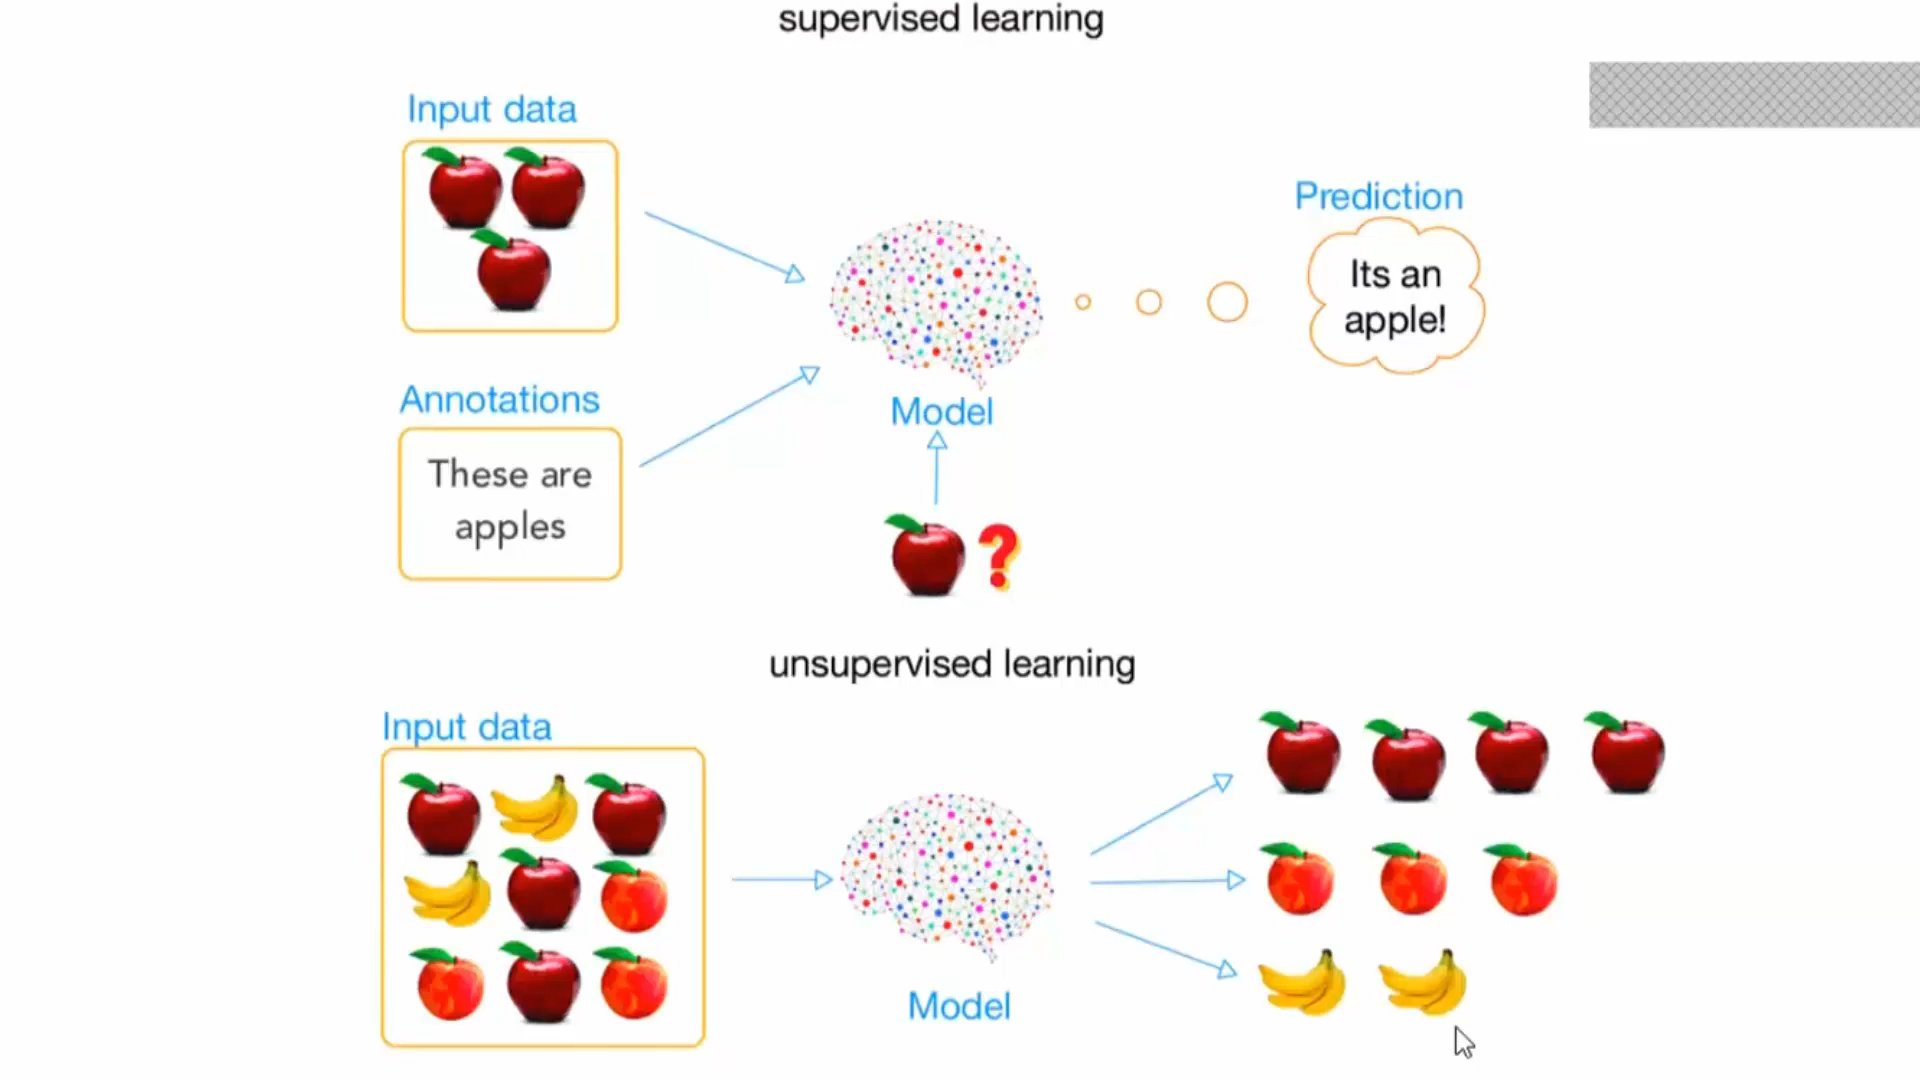 supervised learning
Input data
Annotations
These are
apples
Model
?
Prediction
Its an
apple!
unsupervised learning
Input data
Model